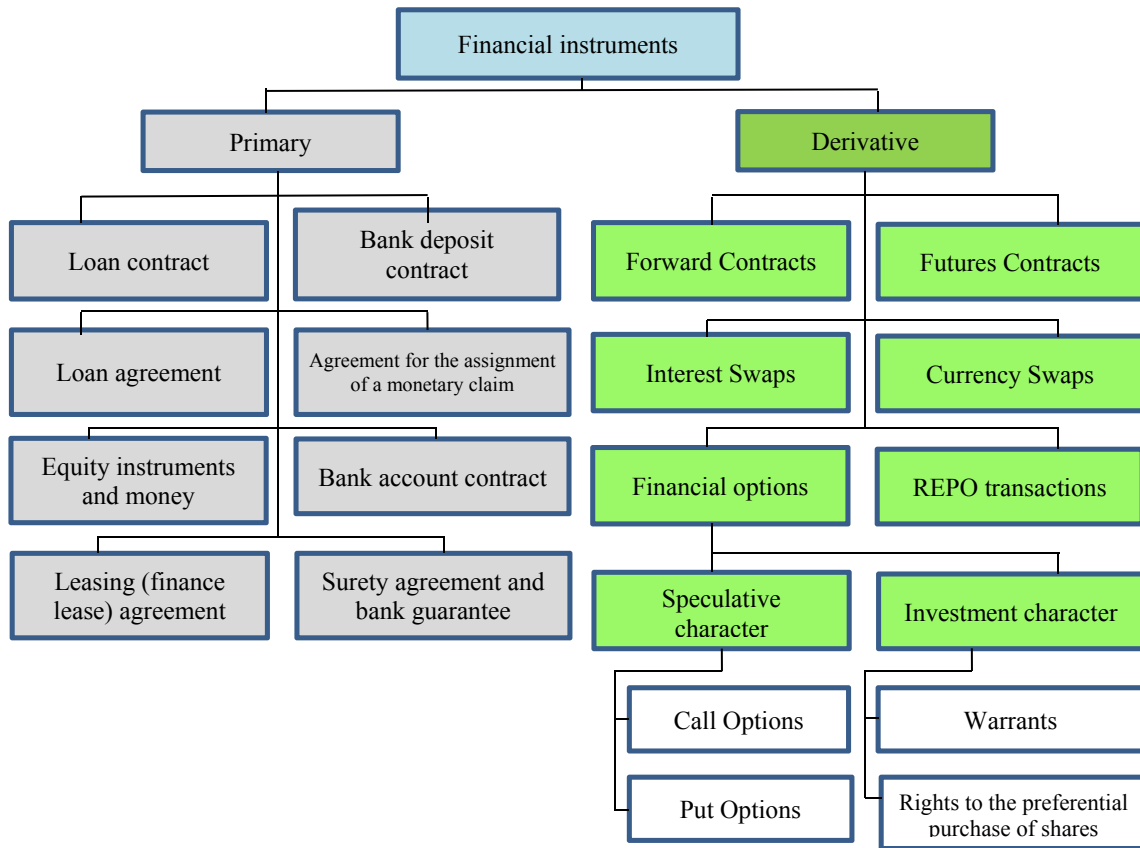 Financial instruments
Primary
Derivative
Loan contract
Bank deposit
contract
Forward Contracts
Futures Contracts
Loan agreement
Agreement for the assignment
of a monetary claim
Interest Swaps
Currency Swaps
Equity instruments
and money
Bank account contract
Financial options
REPO transactions
Leasing (finance
lease) agreement
Surety agreement and
bank guarantee
Speculative
character
Investment character
Call Options
Warrants
Put Options
Rights to the preferential
purchase of shares